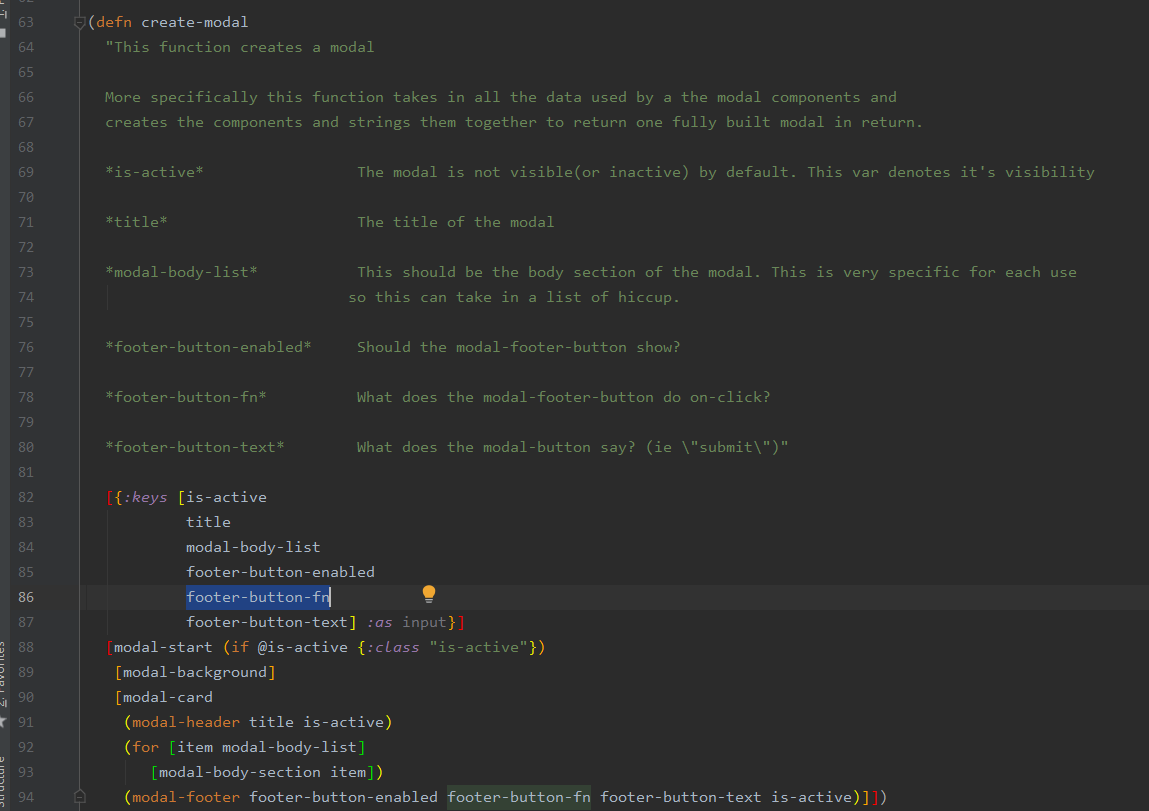 63 (defn create-modal
64 "This function creates a modal
65
66 More specifically this function takes in all the data used by a the modal components and
67 creates the components and strings them together to return one fully built modal in return.
68
69 *is-active* The modal is not visible(or inactive) by default. This var denotes it's visibility
70
71 *title* The title of the modal
72
73 *modal-body-list* This should be the body section of the modal. This is very specific for each use
74 so this can take in a list of hiccup.
75
76 *footer-button-enabled* Should the modal-footer-button show?
77
78 *footer-button-fn* What does the modal-footer-button do on-click?
79
80 *footer-button-text* What does the modal-button say? (ie \"submit\")"
81
82 [{:keys [is-active
83 title
84 modal-body-list
85 footer-button-enabled
86 footer-button-fn
87 footer-button-text] :as input}]
88 [modal-start (if @is-active {:class "is-active"})
89 [modal-background]
90 [modal-card
91 (modal-header title is-active)
92 (for [item modal-body-list]
93 [modal-body-section item])
94 (modal-footer footer-button-enabled footer-button-fn footer-button-text is-active)]])